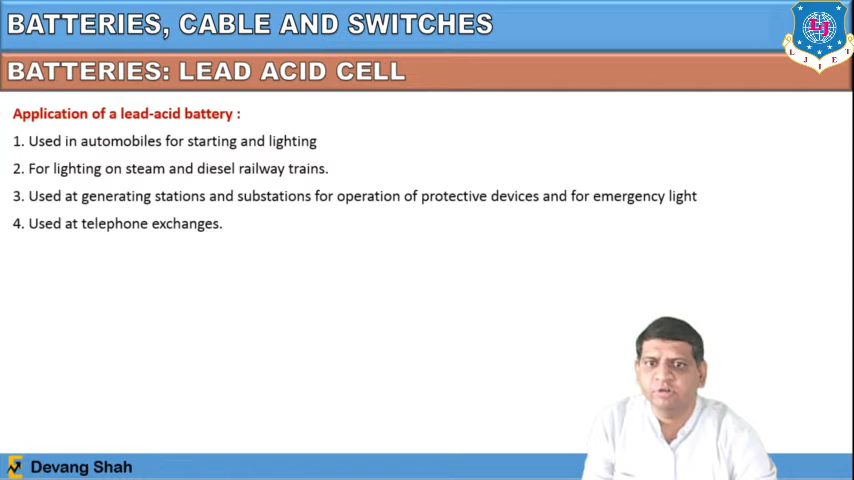 BATTERIES, CABLE AND SWITCHES
LJ
LJIET
BATTERIES: LEAD ACID CELL
Application of a lead-acid battery :
1. Used in automobiles for starting and lighting
2. For lighting on steam and diesel railway trains.
3. Used at generating stations and substations for operation of protective devices and for emergency light
4. Used at telephone exchanges.
Devang Shah